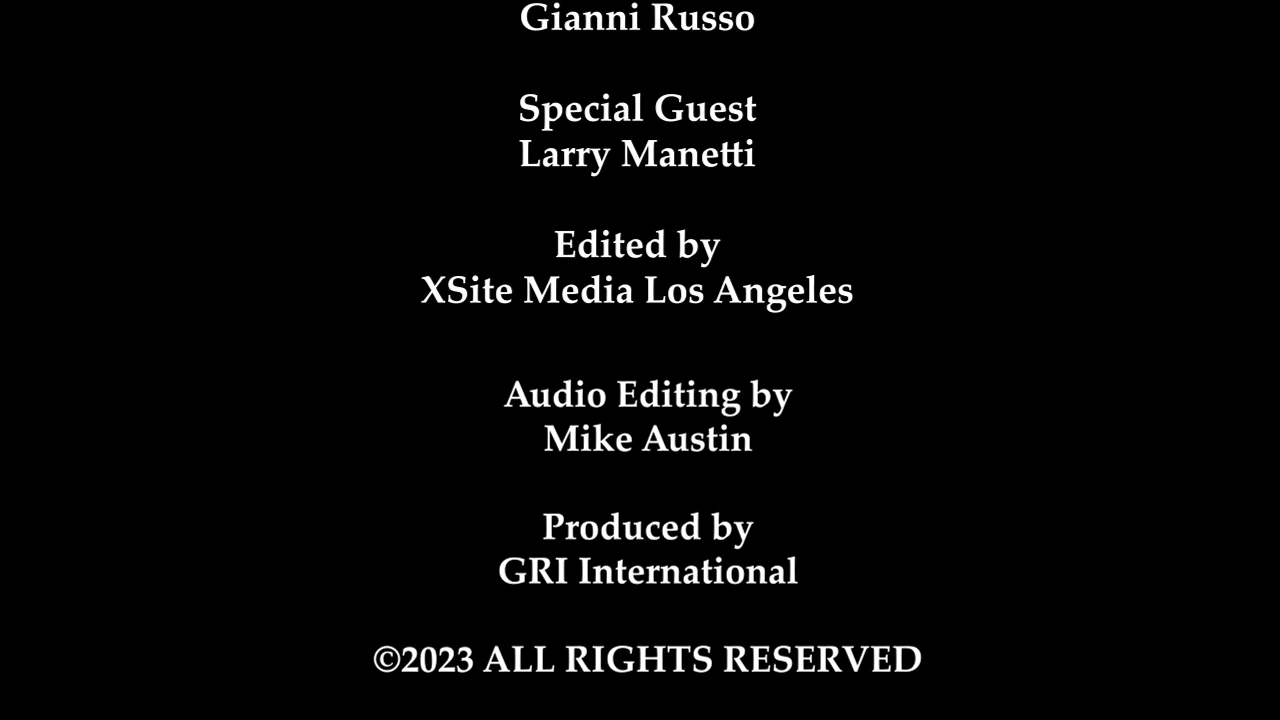 Gianni Russo
Special Guest
Larry Manetti
Edited by
XSite Media Los Angeles
Audio Editing by
Mike Austin
Produced by
GRI International
©2023 ALL RIGHTS RESERVED